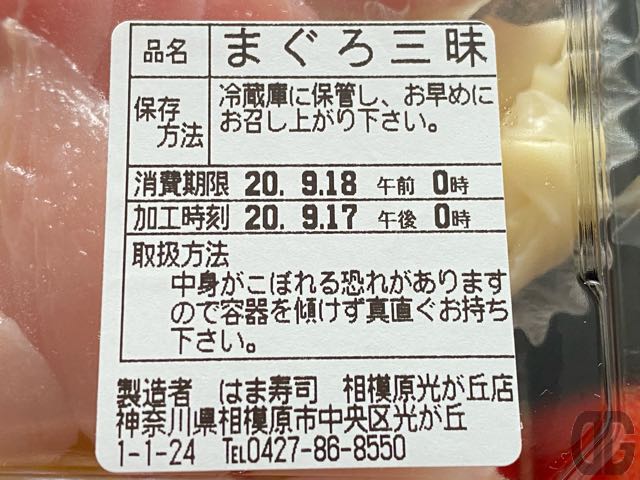 品名 まぐろ三昧
保存方法 冷蔵庫に保管し、お早めに
お召し上がり下さい。
消費期限 20. 9.18 午前 0時
加工時刻 20. 9.17 午後 0時
取扱方法
中身がこぼれる恐れがあります
ので容器を傾けず真直ぐお持ち
下さい。
製造者 はま寿司 相模原光が丘店
神奈川県相模原市中央区光が丘
1-1-24 TEL0427-86-8550